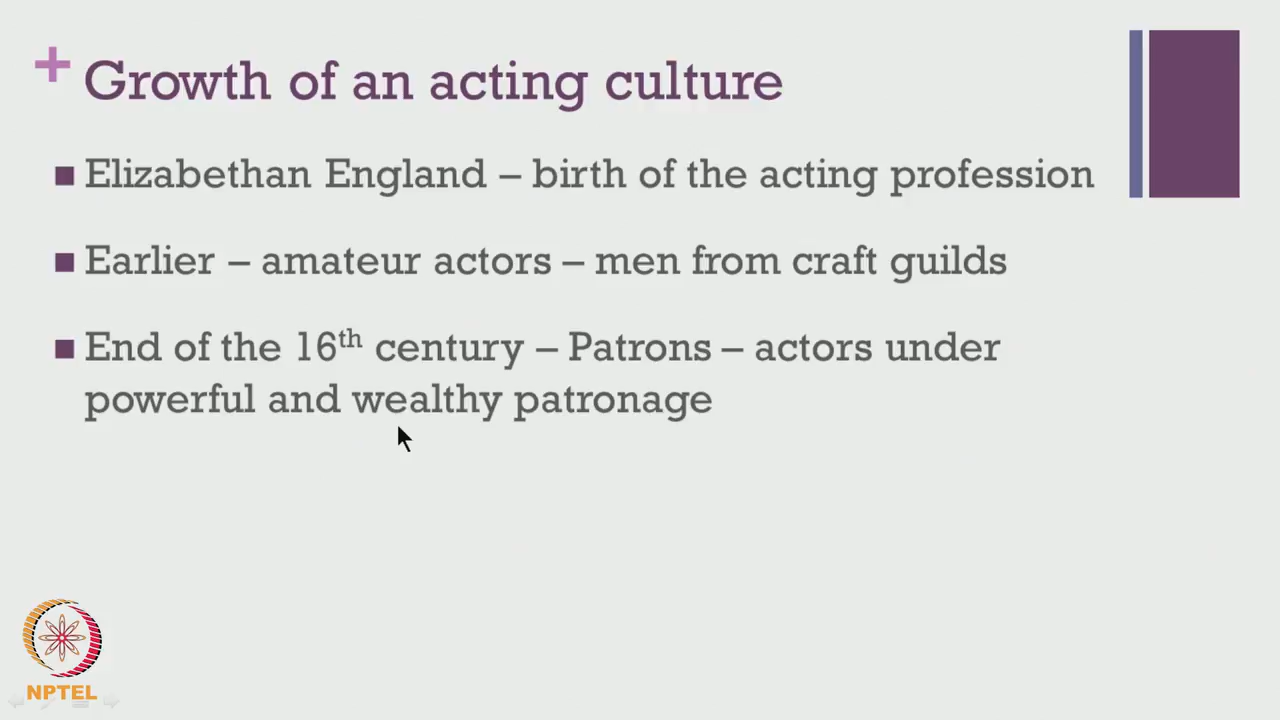 + Growth of an acting culture
Elizabethan England – birth of the acting profession
Earlier – amateur actors – men from craft guilds
End of the 16th century – Patrons – actors under
powerful and wealthy patronage
NPTEL